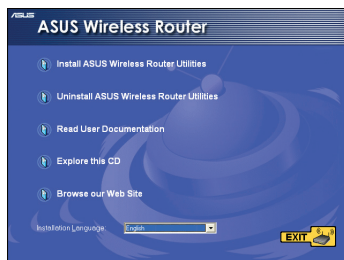 ASUS
ASUS Wireless Router
Install ASUS Wireless Router Utilities
Uninstall ASUS Wireless Router Utilities
Read User Documentation
Explore this CD
Browse our Web Site
Installation Language: English
EXIT